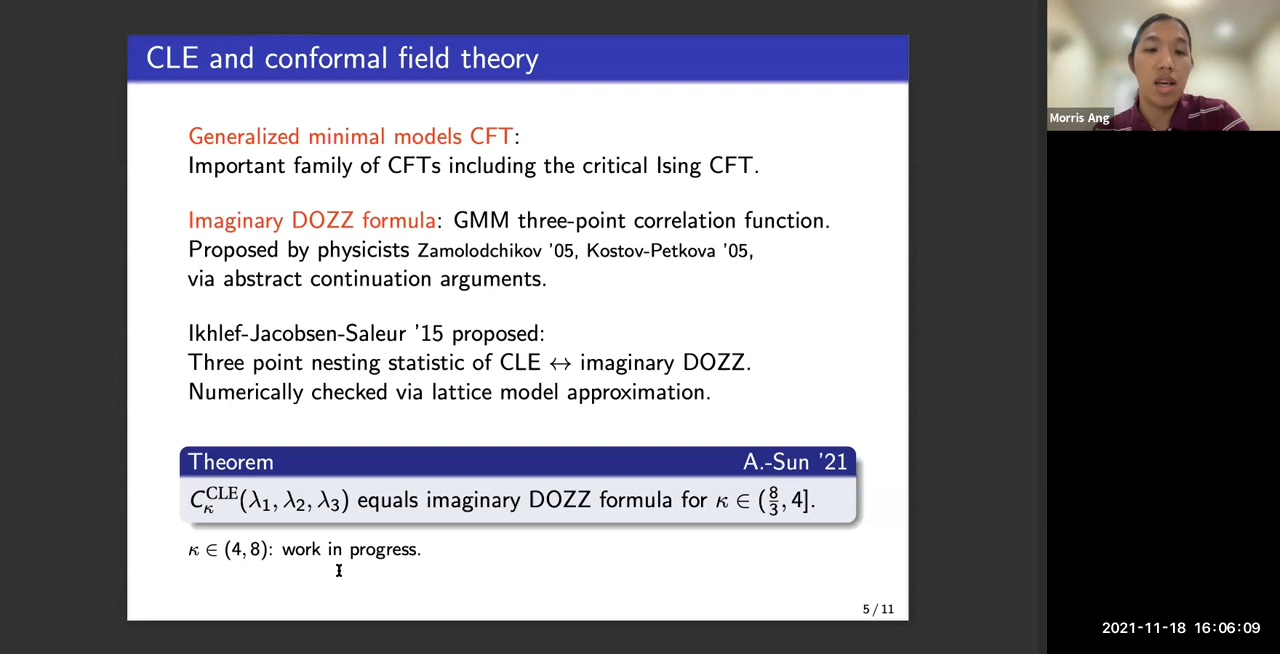 CLE and conformal field theory
Generalized minimal models CFT:
Important family of CFTs including the critical Ising CFT.
Imaginary DOZZ formula: GMM three-point correlation function.
Proposed by physicists Zamolodchikov '05, Kostov-Petkova '05,
via abstract continuation arguments.
Ikhlef-Jacobsen-Saleur '15 proposed:
Three point nesting statistic of CLE ↔ imaginary DOZZ.
Numerically checked via lattice model approximation.
Theorem A.-Sun '21
C_κ^CLE(λ₁, λ₂, λ₃) equals imaginary DOZZ formula for κ ∈ (8/3, 4].
κ ∈ (4, 8): work in progress.
5 / 11
Morris Ang
2021-11-18 16:06:09